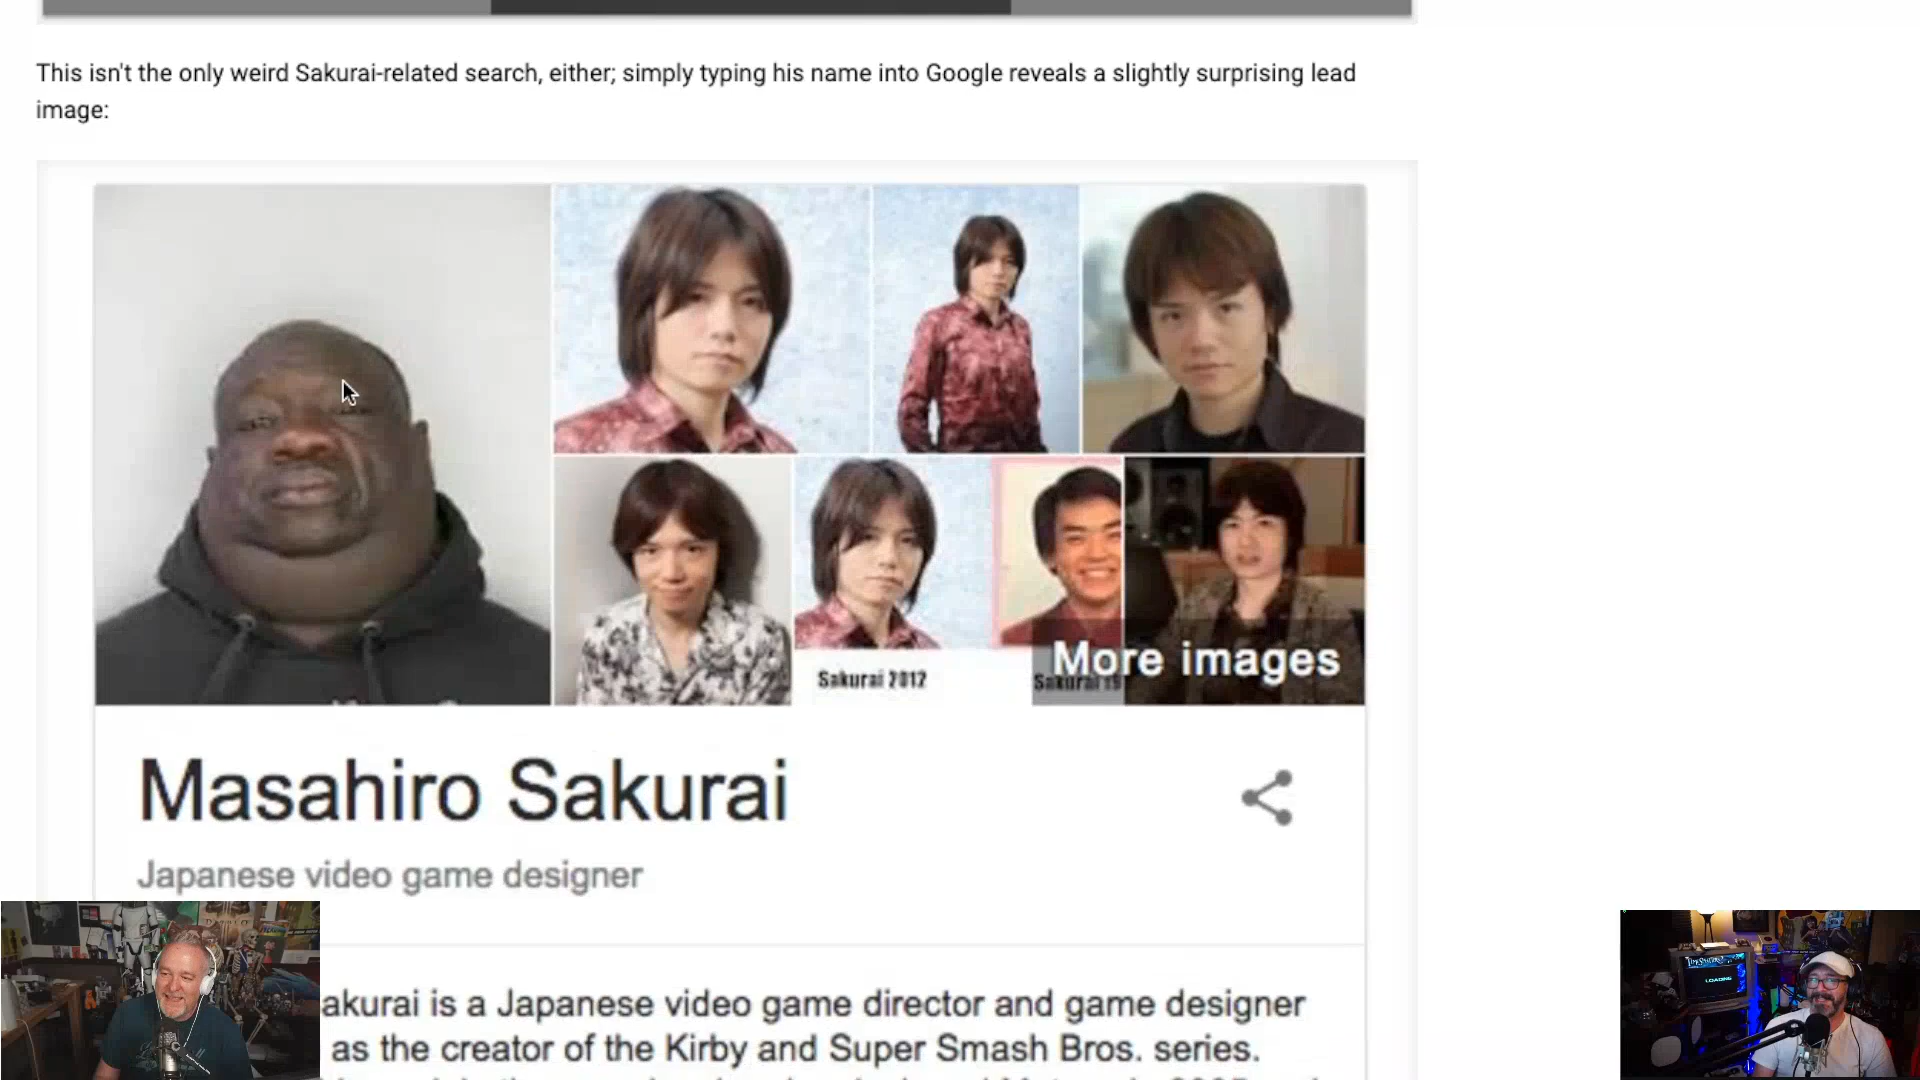 This isn't the only weird Sakurai-related search, either; simply typing his name into Google reveals a slightly surprising lead
image:
Sakurai 2012
More images
Masahiro Sakurai
Japanese video game designer
akurai is a Japanese video game director and game designer
as the creator of the Kirby and Super Smash Bros. series.
LOADING